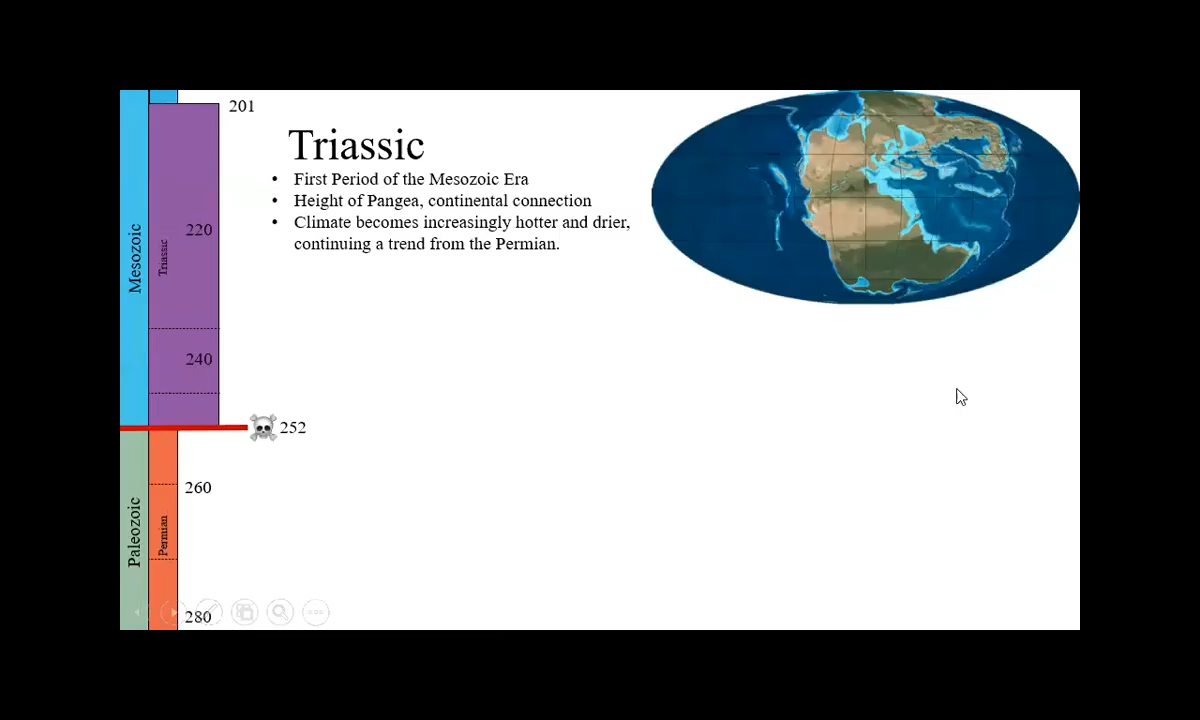 201
Triassic
• First Period of the Mesozoic Era
• Height of Pangea, continental connection
• Climate becomes increasingly hotter and drier,
continuing a trend from the Permian.
Mesozoic
Triassic
220
240
252
260
Paleozoic
Permian
280